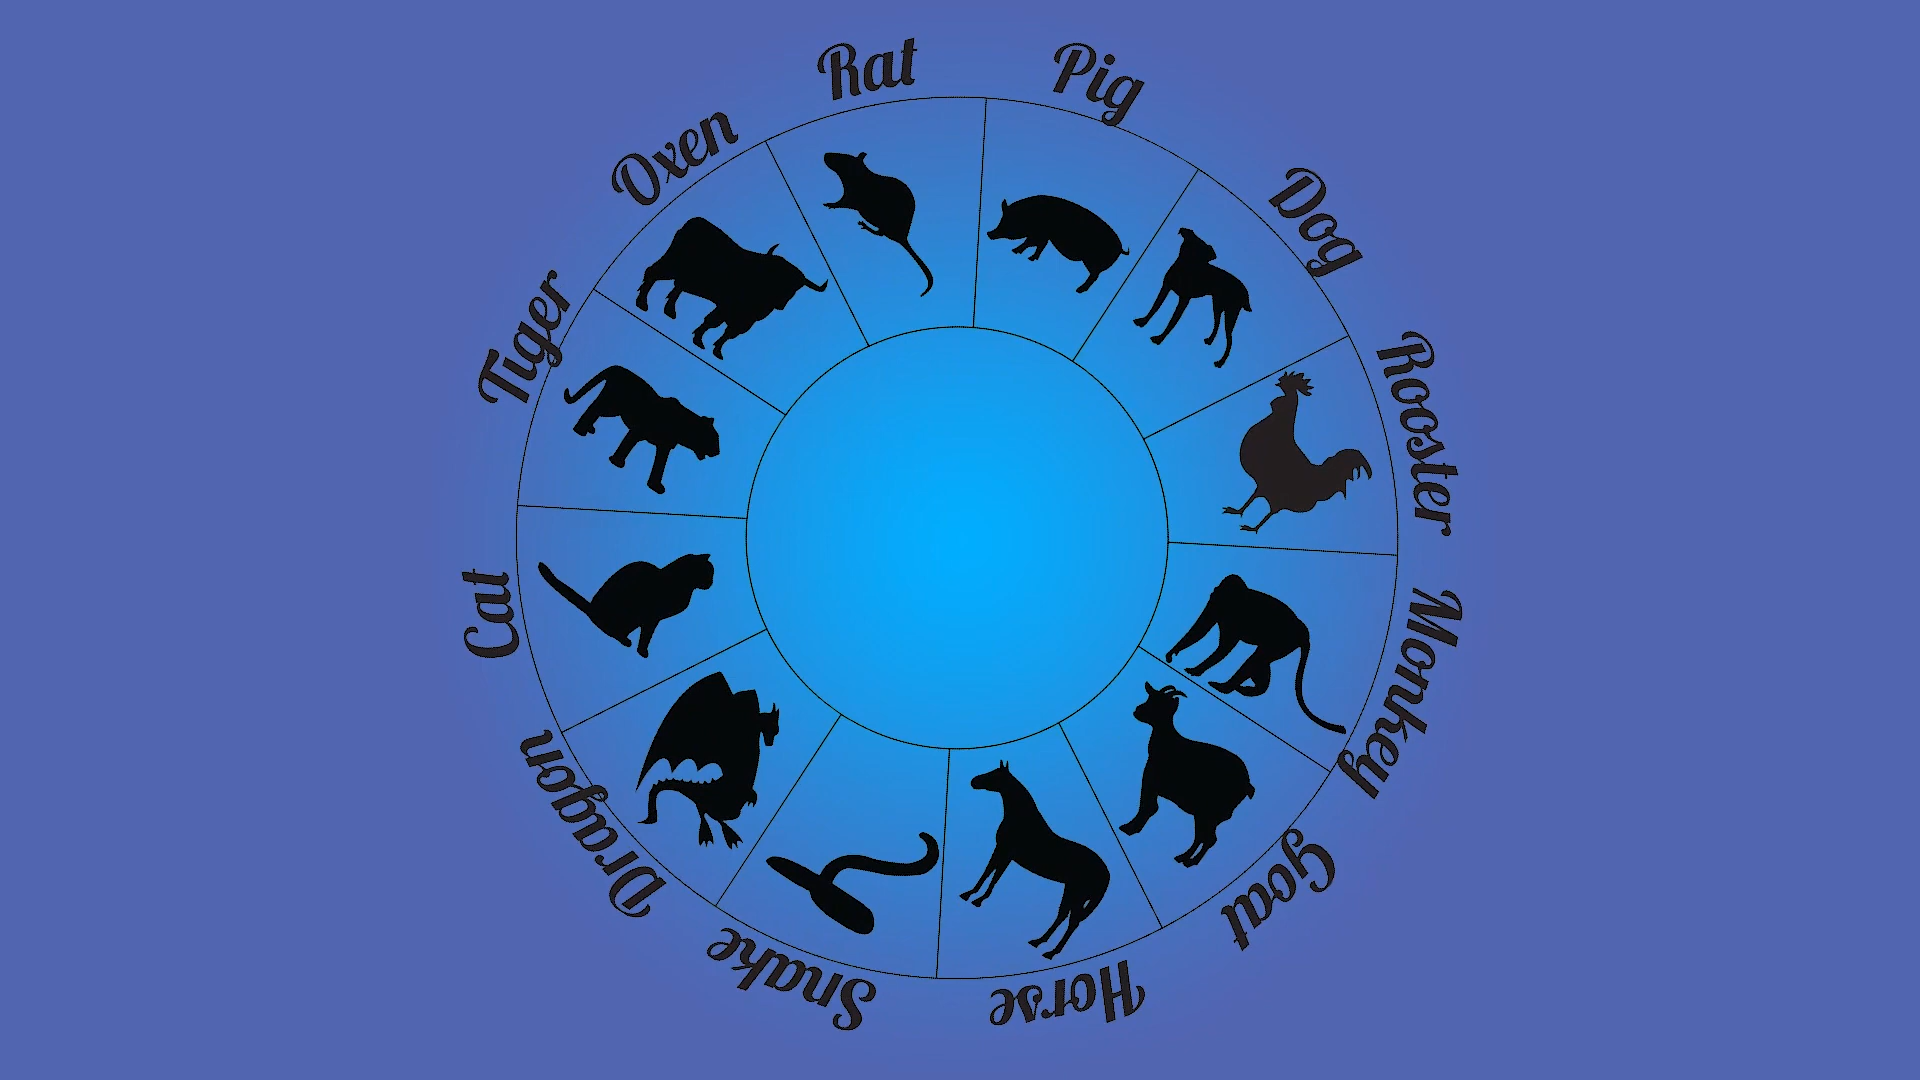 Rat
Pig
Dog
Rooster
Monkey
Goat
Horse
Snake
Dragon
Cat
Tiger
Oxen